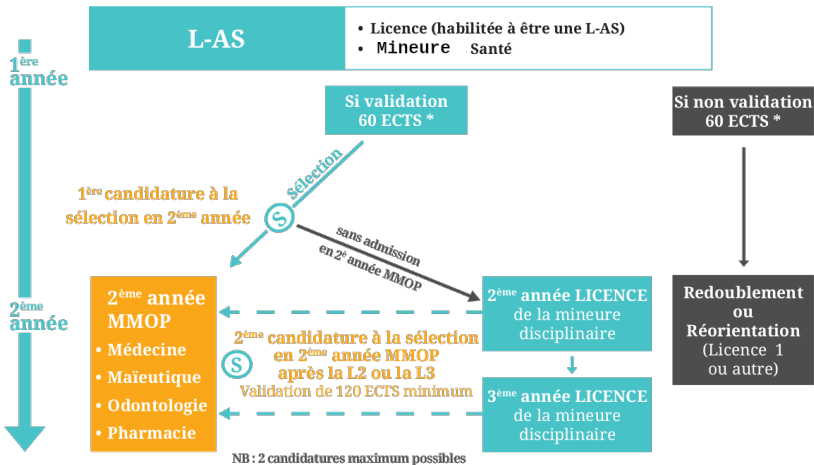 L-AS
• Licence (habilitée à être une L-AS)
• Mineure Santé
1ère
année
Si validation
60 ECTS *
Si non validation
60 ECTS *
Sélection
1ère candidature à la
sélection en 2ème année
S
sans admission
en 2è année MMOP
2ème
année
2ème année
MMOP
• Médecine
• Maïeutique
• Odontologie
• Pharmacie
2ème année LICENCE
de la mineure
disciplinaire
2ème candidature à la sélection
en 2ème année MMOP
après la L2 ou la L3
Validation de 120 ECTS minimum
S
3ème année LICENCE
de la mineure
disciplinaire
Redoublement
ou
Réorientation
(Licence 1
ou autre)
NB : 2 candidatures maximum possibles